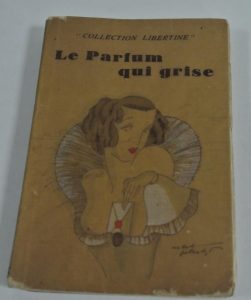 "COLLECTION LIBERTINE"
Le Parfum
qui grise